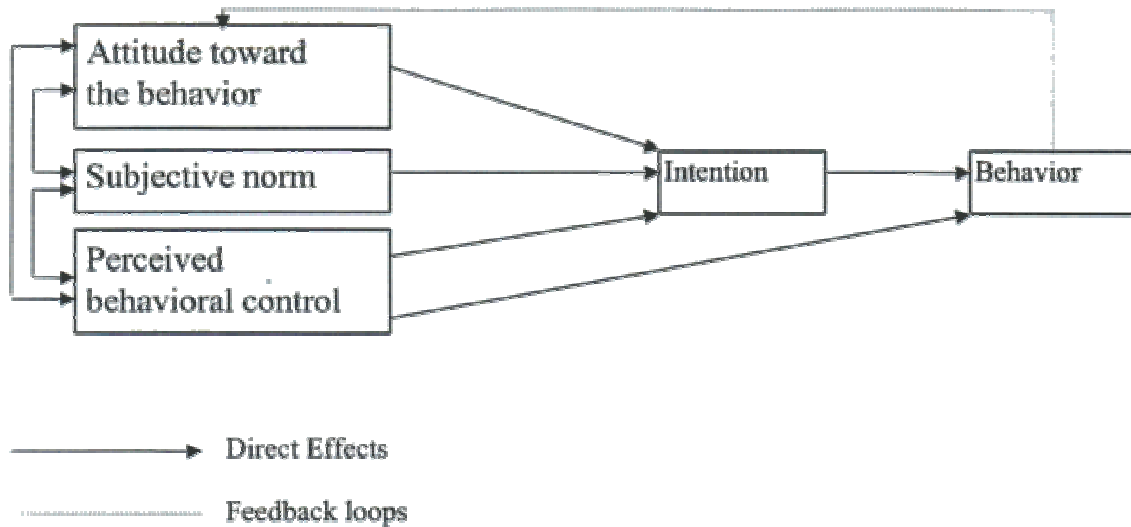 Attitude toward
the behavior
Subjective norm
Perceived
behavioral control
Intention
Behavior
Direct Effects
Feedback loops